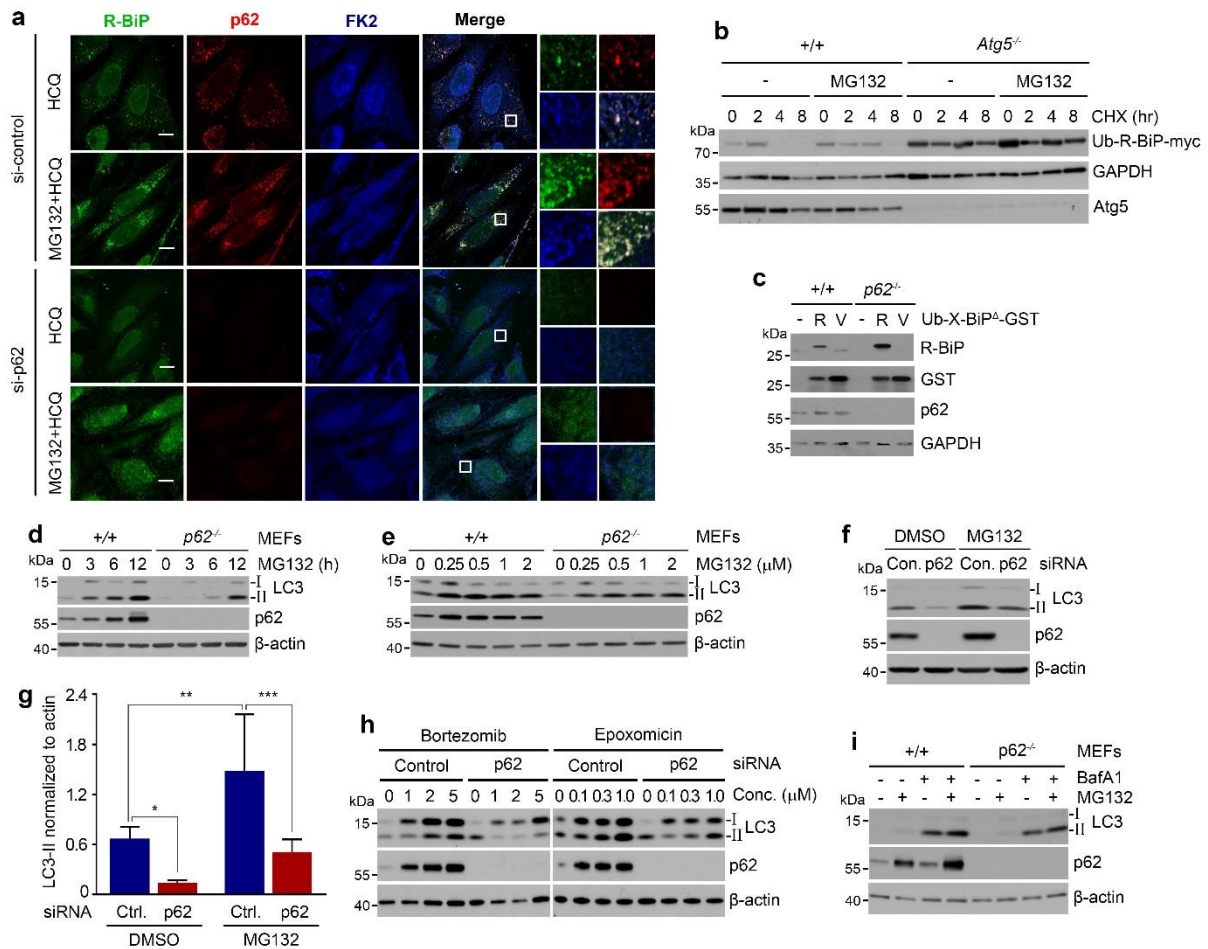 a
R-BiP p62 FK2 Merge
si-control
HCQ
MG132+HCQ
si-p62
HCQ
MG132+HCQ
b
+/+ Atg5-/-
- MG132 - MG132
0 2 4 8 0 2 4 8 0 2 4 8 0 2 4 8 CHX (hr)
kDa
70 Ub-R-BiP-myc
35 GAPDH
55 Atg5
c
+/+ p62-/-
- R V - R V Ub-X-BiPΔ-GST
kDa
25 R-BiP
25 GST
55 p62
35 GAPDH
d
+/+ p62-/- MEFs
0 3 6 12 0 3 6 12 MG132 (h)
kDa
15 I
II LC3
55 p62
40 β-actin
e
+/+ p62-/- MEFs
0 0.25 0.5 1 2 0 0.25 0.5 1 2 MG132 (μM)
kDa
15 I
II LC3
55 p62
40 β-actin
f
DMSO MG132
Con. p62 Con. p62 siRNA
kDa
15 I
II LC3
55 p62
40 β-actin
g
LC3-II normalized to actin
2.4
1.8
1.2
0.6
0
** ***
* 
siRNA Ctrl. p62 Ctrl. p62
DMSO MG132
h
Bortezomib Epoxomicin
Control p62 Control p62 siRNA
0 1 2 5 0 1 2 5 0 0.1 0.3 1.0 0 0.1 0.3 1.0 Conc. (μM)
kDa
15 I
II LC3
55 p62
40 β-actin
i
+/+ p62-/- MEFs
- - + + - - + + BafA1
- + - + - + - + MG132
kDa
15 I
II LC3
55 p62
40 β-actin